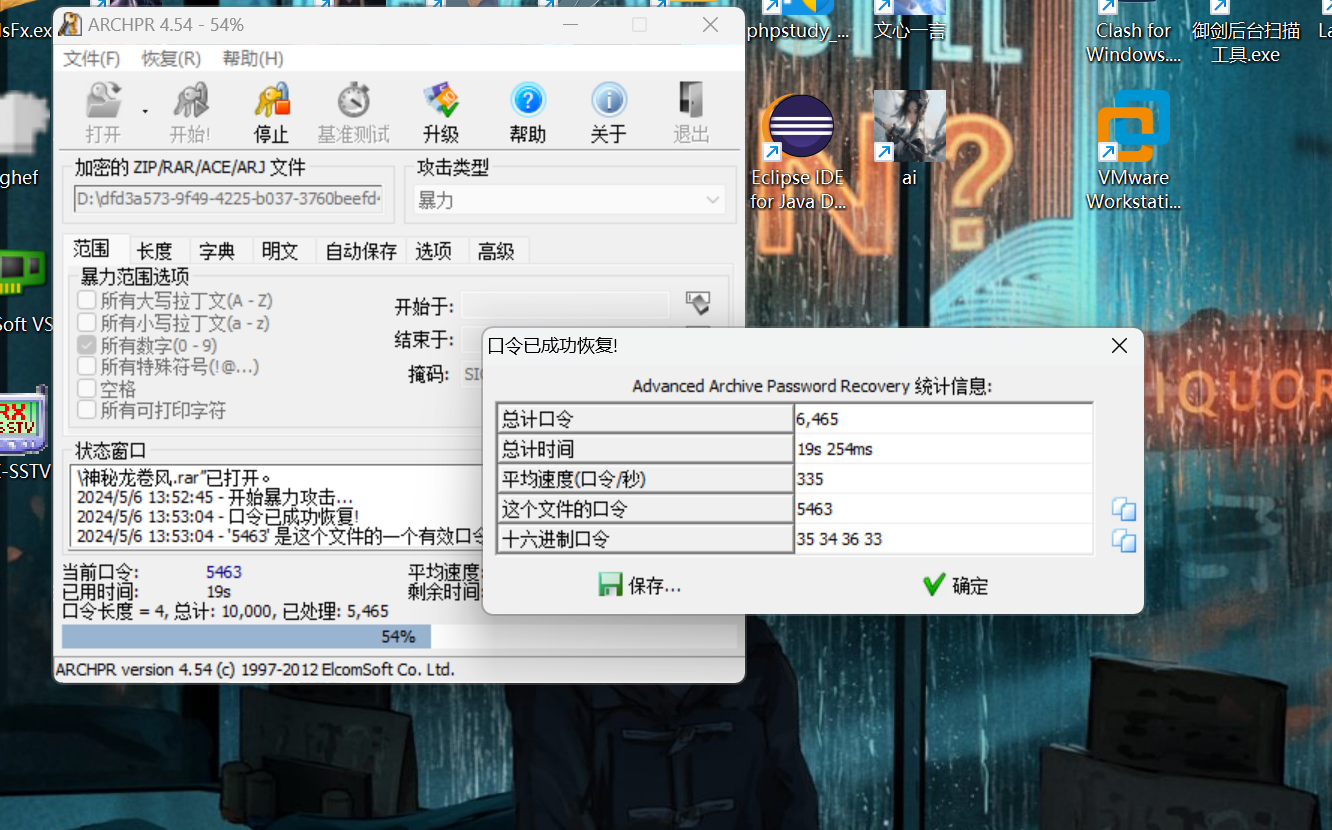 ARCHPR 4.54 - 54%
文件(F) 恢复(R) 帮助(H)
打开 开始! 停止 基准测试 升级 帮助 关于 退出
加密的 ZIP/RAR/ACE/ARJ 文件
D:\dfd3a573-9f49-4225-b037-3760beefd
攻击类型
暴力
范围 长度 字典 明文 自动保存 选项 高级
暴力范围选项
所有大写拉丁文(A - Z)
所有小写拉丁文(a - z)
所有数字(0 - 9)
所有特殊符号(!@...)
空格
所有可打印字符
开始于:
结束于:
掩码:
状态窗口
\神秘龙卷风.rar"已打开。
2024/5/6 13:52:45 - 开始暴力攻击...
2024/5/6 13:53:04 - 口令已成功恢复!
2024/5/6 13:53:04 - '5463' 是这个文件的一个有效口令
当前口令: 5463 平均速度:
已用时间: 19s 剩余时间
口令长度 = 4, 总计: 10,000, 已处理: 5,465
54%
ARCHPR version 4.54 (c) 1997-2012 ElcomSoft Co. Ltd.
口令已成功恢复!
Advanced Archive Password Recovery 统计信息:
总计口令 6,465
总计时间 19s 254ms
平均速度(口令/秒) 335
这个文件的口令 5463
十六进制口令 35 34 36 33
保存... 确定
lsFx.ex
ghef
Soft VS
RX
SSTV
-SSTV
phpstudy_...
文心一言
Clash for
Windows....
御剑后台扫描
工具.exe
La
Eclipse IDE
for Java D...
ai
VMware
Workstati...
STILL
N?
IQUOR